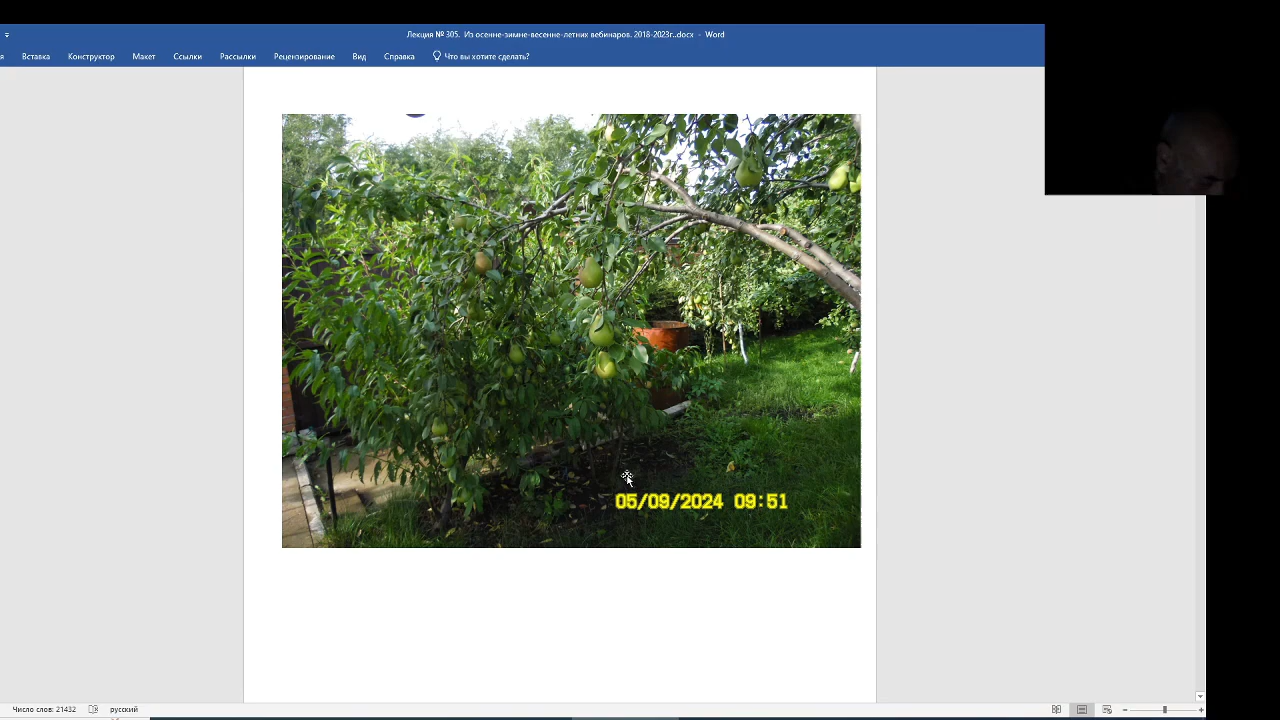 Лекция № 305. Из осенне-зимне-весенне-летних вебинаров. 2018-2023г..docx - Word
я Вставка Конструктор Макет Ссылки Рассылки Рецензирование Вид Справка Что вы хотите сделать?
05/09/2024 09:51
Число слов: 21432 русский